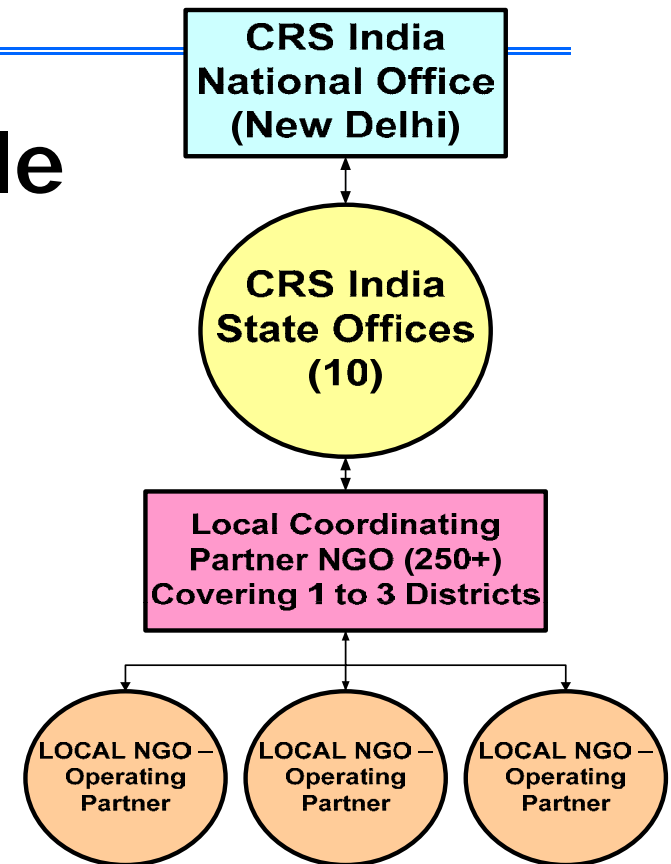 CRS India
National Office
(New Delhi)
CRS India
State Offices
(10)
Local Coordinating
Partner NGO (250+)
Covering 1 to 3 Districts
LOCAL NGO –
Operating
Partner
LOCAL NGO –
Operating
Partner
LOCAL NGO –
Operating
Partner